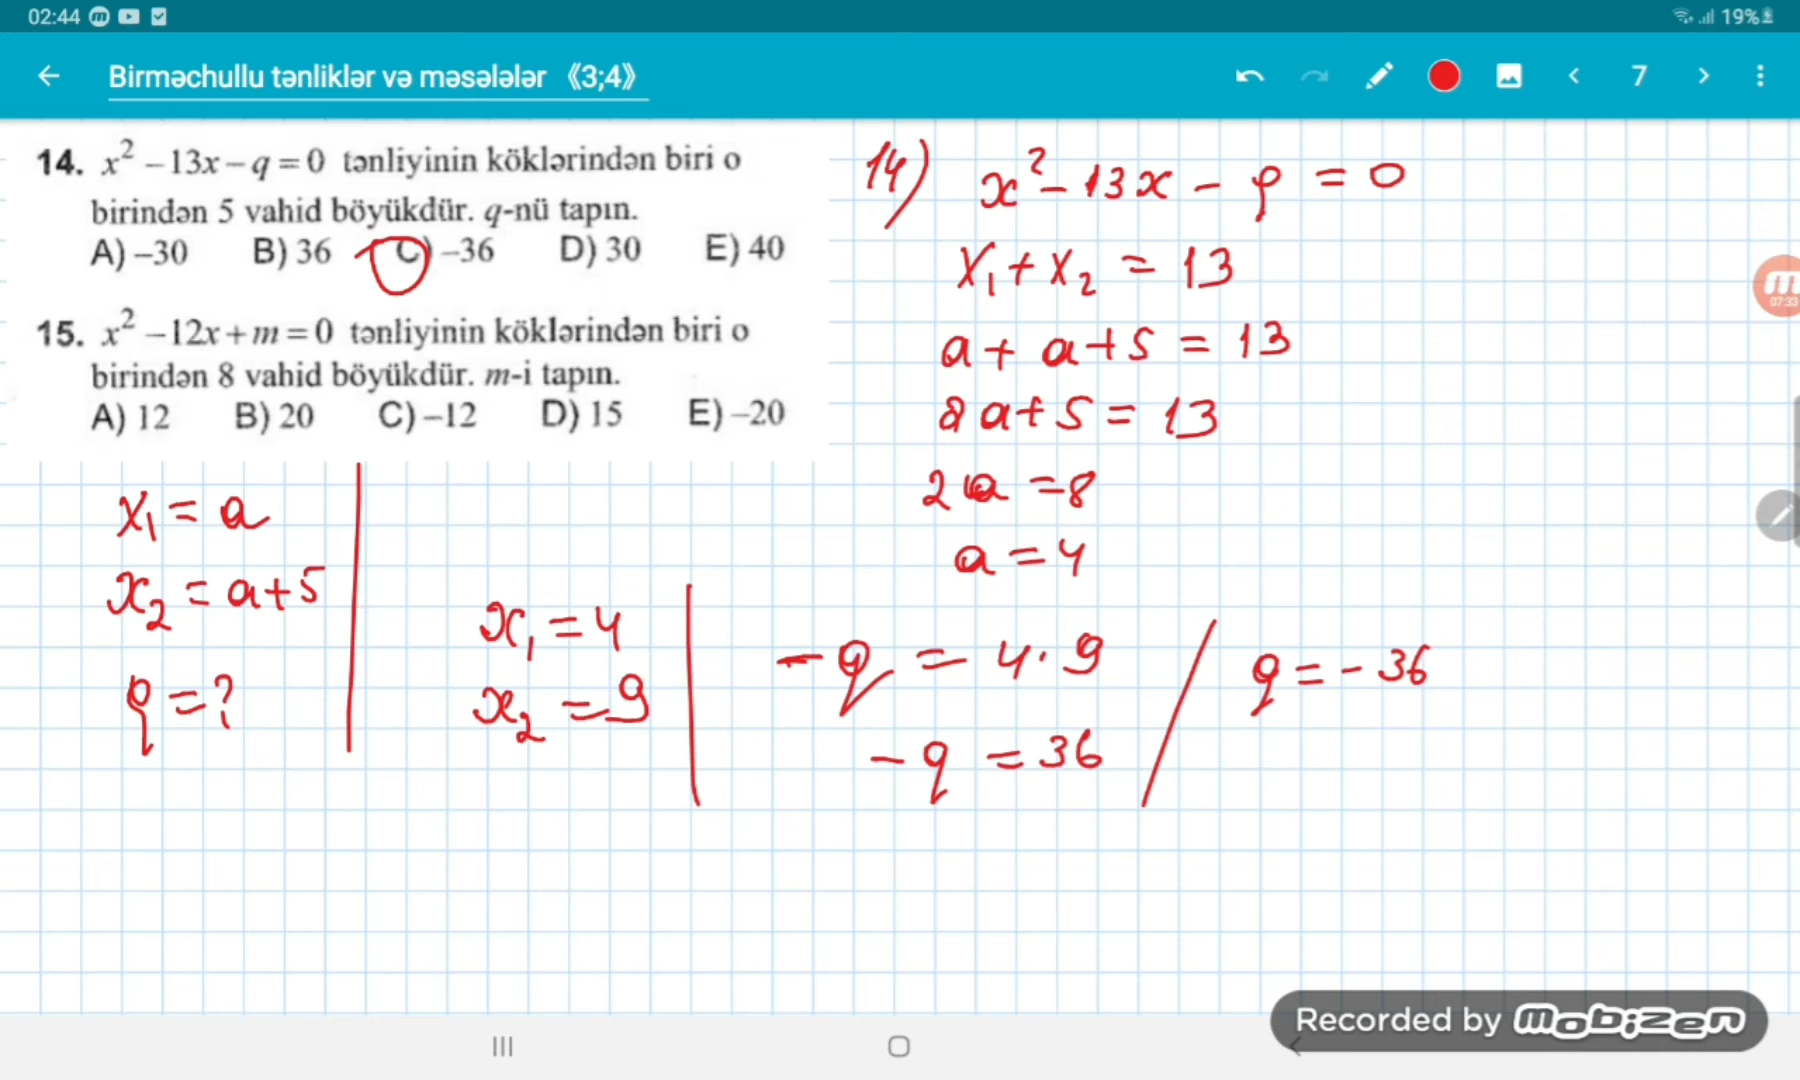 02:44
19%
Birməchullu tənliklər və məsələlər《3;4》
7
14. x² – 13x – q = 0 tənliyinin köklərindən biri o
birindən 5 vahid böyükdür. q-nü tapın.
A) –30 B) 36 C) –36 D) 30 E) 40
15. x² – 12x + m = 0 tənliyinin köklərindən biri o
birindən 8 vahid böyükdür. m-i tapın.
A) 12 B) 20 C) –12 D) 15 E) –20
x₁ = a
x₂ = a+5
q = ?
x₁ = 4
x₂ = 9
14) x² – 13x – q = 0
x₁ + x₂ = 13
a + a+5 = 13
2a+5 = 13
2a = 8
a = 4
-q = 4·9
-q = 36
q = -36
07:33
Recorded by mobizen